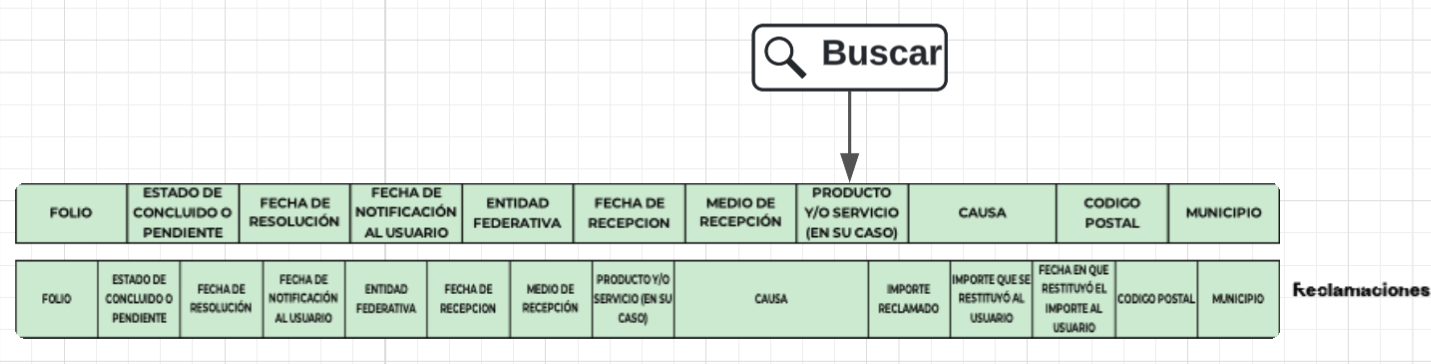 Buscar
FOLIO
ESTADO DE
CONCLUIDO O
PENDIENTE
FECHA DE
RESOLUCIÓN
FECHA DE
NOTIFICACIÓN
AL USUARIO
ENTIDAD
FEDERATIVA
FECHA DE
RECEPCION
MEDIO DE
RECEPCIÓN
PRODUCTO
Y/O SERVICIO
(EN SU CASO)
CAUSA
CODIGO
POSTAL
MUNICIPIO
FOLIO
ESTADO DE
CONCLUIDO O
PENDIENTE
FECHA DE
RESOLUCIÓN
FECHA DE
NOTIFICACIÓN
AL USUARIO
ENTIDAD
FEDERATIVA
FECHA DE
RECEPCION
MEDIO DE
RECEPCIÓN
PRODUCTO Y/O
SERVICIO (EN SU
CASO)
CAUSA
IMPORTE
RECLAMADO
IMPORTE QUE SE
RESTITUYÓ AL
USUARIO
FECHA EN QUE
RESTITUYÓ EL
IMPORTE AL
USUARIO
CODIGO POSTAL
MUNICIPIO
Reclamaciones